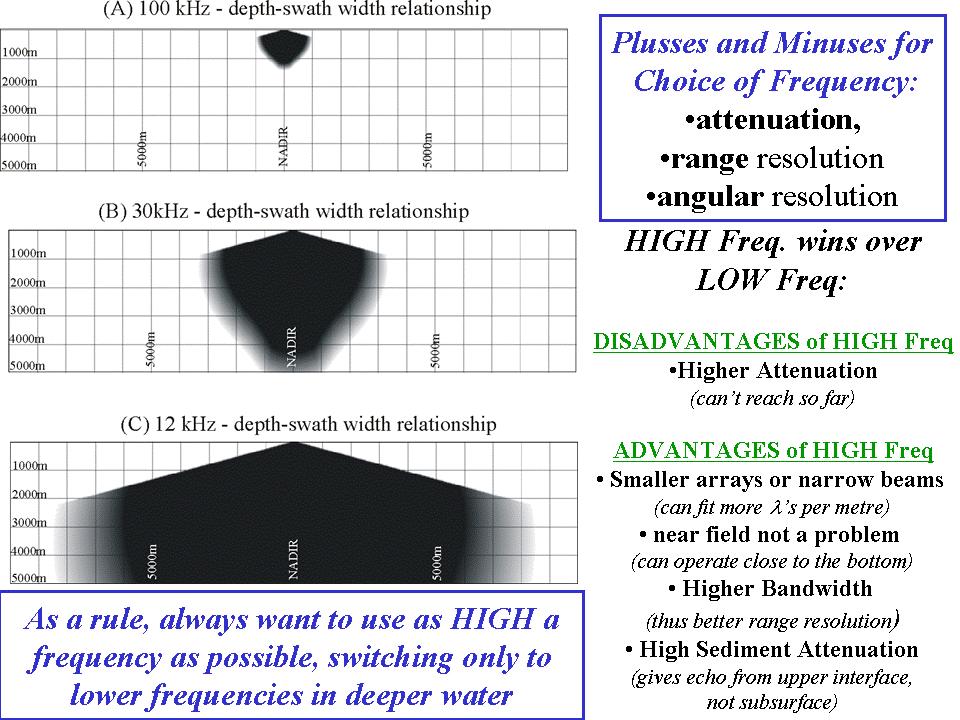 (A) 100 kHz - depth-swath width relationship
1000m
2000m
3000m
4000m
5000m
5000m
NADIR
5000m
(B) 30kHz - depth-swath width relationship
1000m
2000m
3000m
4000m
5000m
5000m
NADIR
5000m
(C) 12 kHz - depth-swath width relationship
1000m
2000m
3000m
4000m
5000m
5000m
NADIR
5000m
As a rule, always want to use as HIGH a
frequency as possible, switching only to
lower frequencies in deeper water
Plusses and Minuses for
Choice of Frequency:
•attenuation,
•range resolution
•angular resolution
HIGH Freq. wins over
LOW Freq:
DISADVANTAGES of HIGH Freq
•Higher Attenuation
(can't reach so far)
ADVANTAGES of HIGH Freq
• Smaller arrays or narrow beams
(can fit more λ's per metre)
• near field not a problem
(can operate close to the bottom)
• Higher Bandwidth
(thus better range resolution)
• High Sediment Attenuation
(gives echo from upper interface,
not subsurface)